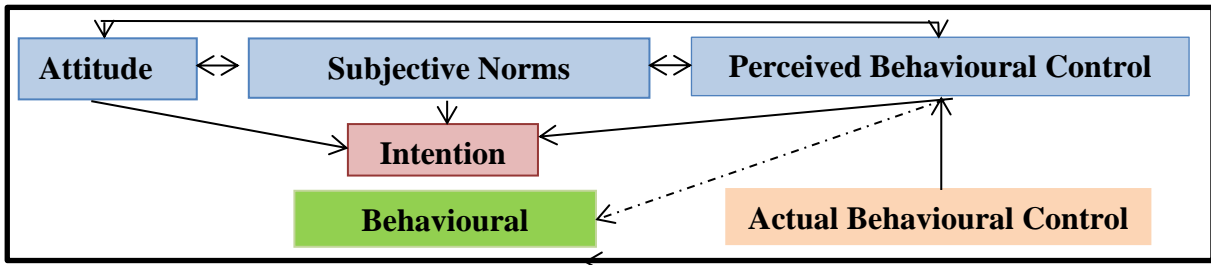 Attitude
Subjective Norms
Perceived Behavioural Control
Intention
Behavioural
Actual Behavioural Control